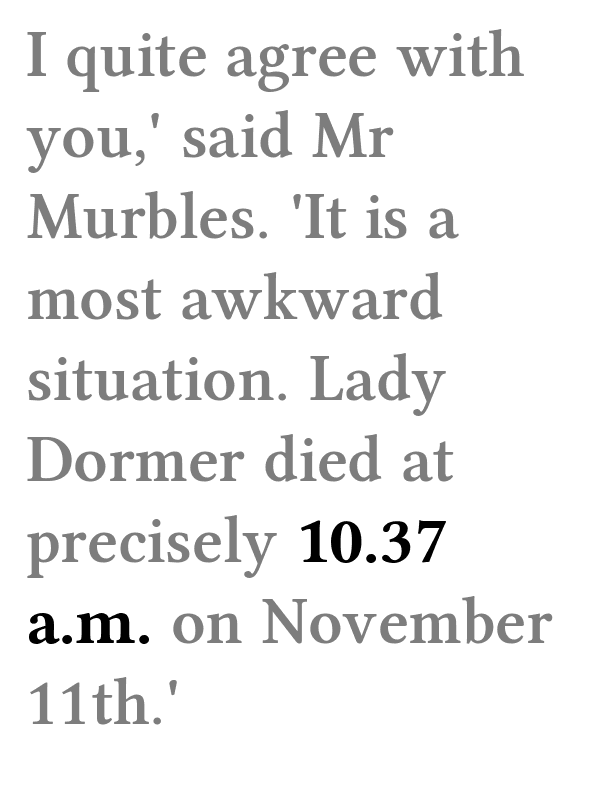 I quite agree with
you,' said Mr
Murbles. 'It is a
most awkward
situation. Lady
Dormer died at
precisely 10.37
a.m. on November
11th.'